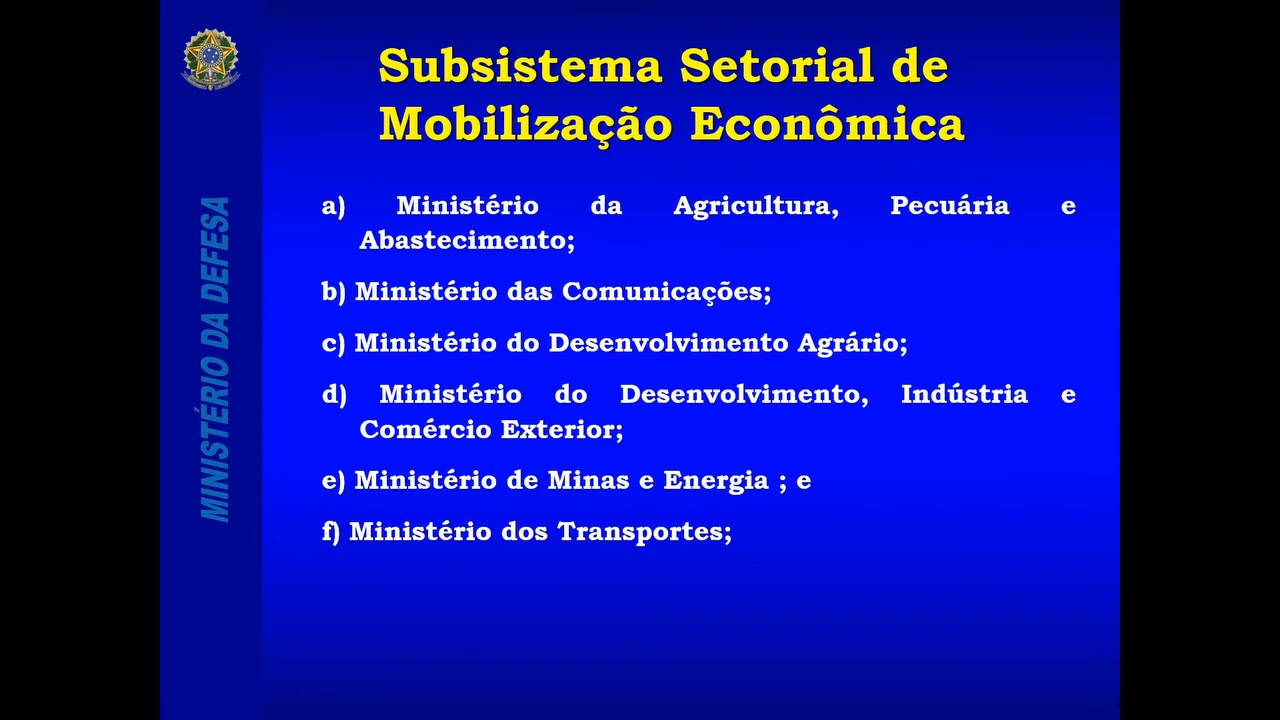 Subsistema Setorial de
Mobilização Econômica
MINISTÉRIO DA DEFESA
a) Ministério da Agricultura, Pecuária e
Abastecimento;
b) Ministério das Comunicações;
c) Ministério do Desenvolvimento Agrário;
d) Ministério do Desenvolvimento, Indústria e
Comércio Exterior;
e) Ministério de Minas e Energia ; e
f) Ministério dos Transportes;